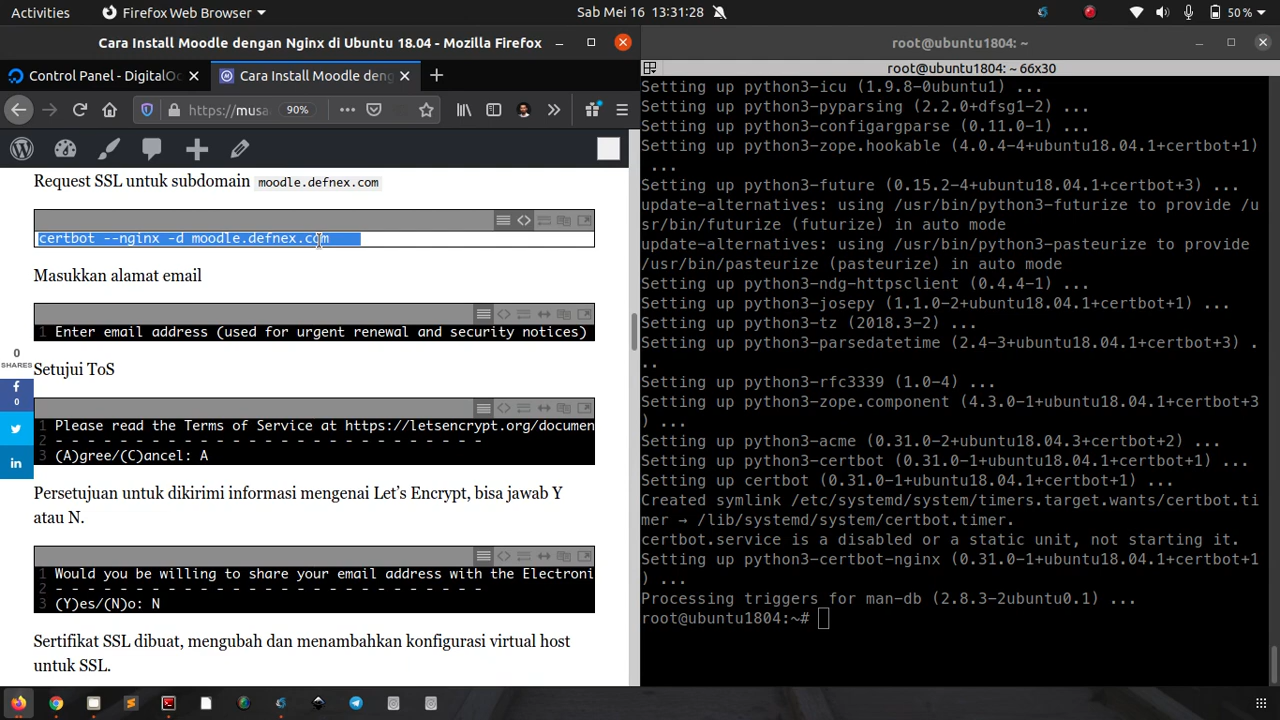 Activities
Firefox Web Browser
Sab Mei 16 13:31:28
50 %
Cara Install Moodle dengan Nginx di Ubuntu 18.04 - Mozilla Firefox
Control Panel - DigitalOc
Cara Install Moodle deng
https://musa
90%
Request SSL untuk subdomain moodle.defnex.com
certbot --nginx -d moodle.defnex.com
Masukkan alamat email
1 Enter email address (used for urgent renewal and security notices)
Setujui ToS
1 Please read the Terms of Service at https://letsencrypt.org/documen
2 - - - - - - - - - - - - - - - - - - - - - - - - - - - -
3 (A)gree/(C)ancel: A
Persetujuan untuk dikirimi informasi mengenai Let's Encrypt, bisa jawab Y
atau N.
1 Would you be willing to share your email address with the Electroni
2 - - - - - - - - - - - - - - - - - - - - - - - - - - - -
3 (Y)es/(N)o: N
Sertifikat SSL dibuat, mengubah dan menambahkan konfigurasi virtual host
untuk SSL.
0
SHARES
0
root@ubuntu1804: ~
root@ubuntu1804: ~ 66x30
Setting up python3-icu (1.9.8-0ubuntu1) ...
Setting up python3-pyparsing (2.2.0+dfsg1-2) ...
Setting up python3-configargparse (0.11.0-1) ...
Setting up python3-zope.hookable (4.0.4-4+ubuntu18.04.1+certbot+1)
...
Setting up python3-future (0.15.2-4+ubuntu18.04.1+certbot+3) ...
update-alternatives: using /usr/bin/python3-futurize to provide /u
sr/bin/futurize (futurize) in auto mode
update-alternatives: using /usr/bin/python3-pasteurize to provide
/usr/bin/pasteurize (pasteurize) in auto mode
Setting up python3-ndg-httpsclient (0.4.4-1) ...
Setting up python3-josepy (1.1.0-2+ubuntu18.04.1+certbot+1) ...
Setting up python3-tz (2018.3-2) ...
Setting up python3-parsedatetime (2.4-3+ubuntu18.04.1+certbot+3) .
..
Setting up python3-rfc3339 (1.0-4) ...
Setting up python3-zope.component (4.3.0-1+ubuntu18.04.1+certbot+3
) ...
Setting up python3-acme (0.31.0-2+ubuntu18.04.3+certbot+2) ...
Setting up python3-certbot (0.31.0-1+ubuntu18.04.1+certbot+1) ...
Setting up certbot (0.31.0-1+ubuntu18.04.1+certbot+1) ...
Created symlink /etc/systemd/system/timers.target.wants/certbot.ti
mer → /lib/systemd/system/certbot.timer.
certbot.service is a disabled or a static unit, not starting it.
Setting up python3-certbot-nginx (0.31.0-1+ubuntu18.04.1+certbot+1
) ...
Processing triggers for man-db (2.8.3-2ubuntu0.1) ...
root@ubuntu1804:~#